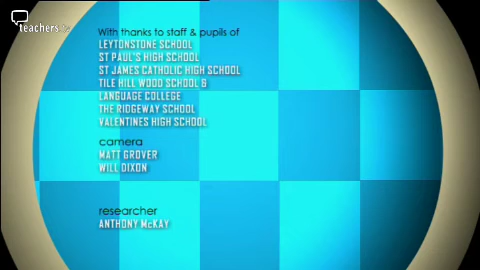 teachers.tv
With thanks to staff & pupils of
LEYTONSTONE SCHOOL
ST PAUL'S HIGH SCHOOL
ST JAMES CATHOLIC HIGH SCHOOL
TILE HILL WOOD SCHOOL &
LANGUAGE COLLEGE
THE RIDGEWAY SCHOOL
VALENTINES HIGH SCHOOL
camera
MATT GROVER
WILL DIXON
researcher
ANTHONY McKAY